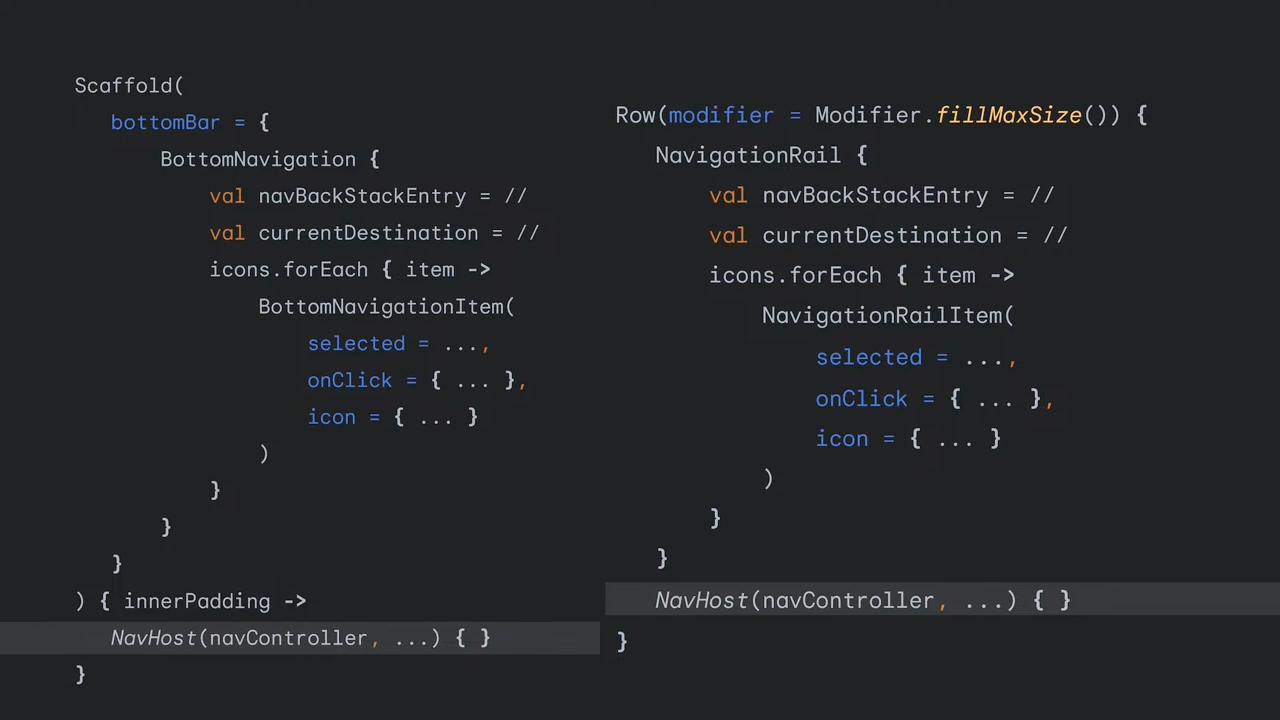 Scaffold(
bottomBar = {
BottomNavigation {
val navBackStackEntry = //
val currentDestination = //
icons.forEach { item ->
BottomNavigationItem(
selected = ...,
onClick = { ... },
icon = { ... }
)
}
}
}
) { innerPadding ->
NavHost(navController, ...) { }
}
Row(modifier = Modifier.fillMaxSize()) {
NavigationRail {
val navBackStackEntry = //
val currentDestination = //
icons.forEach { item ->
NavigationRailItem(
selected = ...,
onClick = { ... },
icon = { ... }
)
}
}
NavHost(navController, ...) { }
}